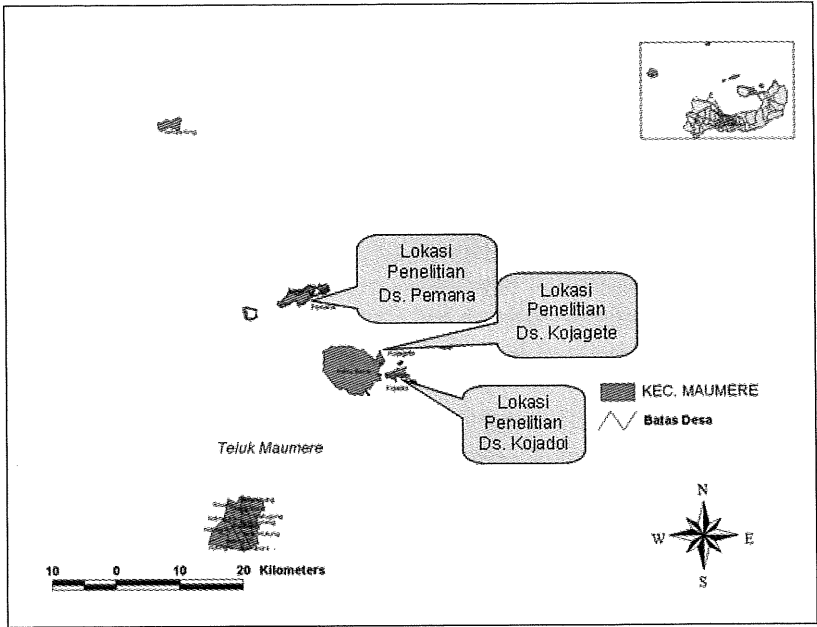 Lokasi
Penelitian
Ds. Pemana
Lokasi
Penelitian
Ds. Kojagete
Lokasi
Penelitian
Ds. Kojadoi
KEC. MAUMERE
Batas Desa
Teluk Maumere
N
W E
S
10 0 10 20 Kilometers